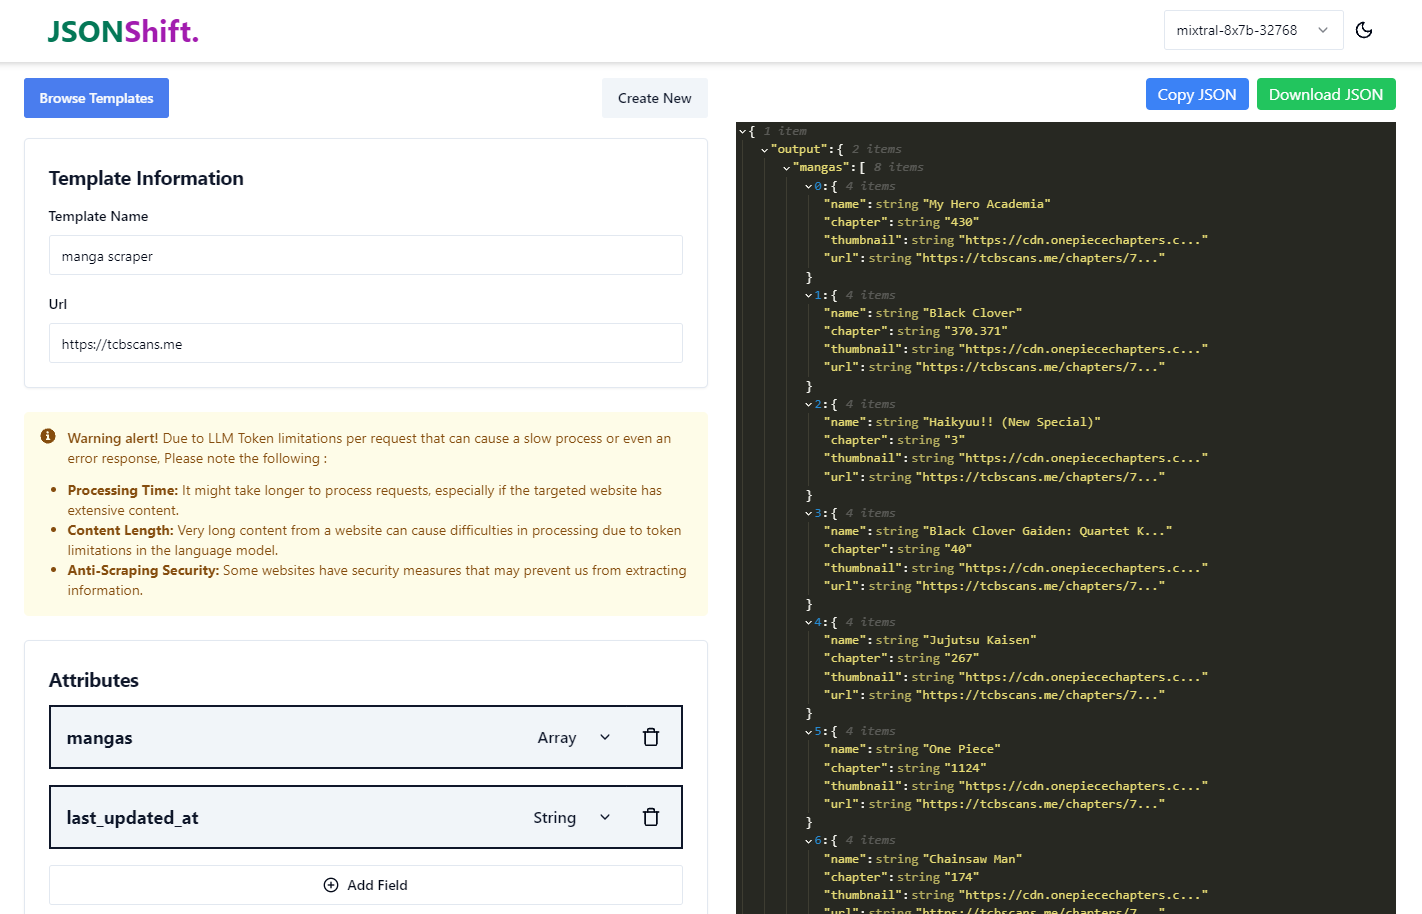 JSONShift.
mixtral-8x7b-32768
Browse Templates
Create New
Template Information
Template Name
manga scraper
Url
https://tcbscans.me
Warning alert! Due to LLM Token limitations per request that can cause a slow process or even an
error response, Please note the following :
• Processing Time: It might take longer to process requests, especially if the targeted website has
extensive content.
• Content Length: Very long content from a website can cause difficulties in processing due to token
limitations in the language model.
• Anti-Scraping Security: Some websites have security measures that may prevent us from extracting
information.
Attributes
mangas Array
last_updated_at String
Add Field
Copy JSON
Download JSON
{ 1 item
"output":{ 2 items
"mangas":[ 8 items
0:{ 4 items
"name":string "My Hero Academia"
"chapter":string "430"
"thumbnail":string "https://cdn.onepiecechapters.c..."
"url":string "https://tcbscans.me/chapters/7..."
}
1:{ 4 items
"name":string "Black Clover"
"chapter":string "370.371"
"thumbnail":string "https://cdn.onepiecechapters.c..."
"url":string "https://tcbscans.me/chapters/7..."
}
2:{ 4 items
"name":string "Haikyuu!! (New Special)"
"chapter":string "3"
"thumbnail":string "https://cdn.onepiecechapters.c..."
"url":string "https://tcbscans.me/chapters/7..."
}
3:{ 4 items
"name":string "Black Clover Gaiden: Quartet K..."
"chapter":string "40"
"thumbnail":string "https://cdn.onepiecechapters.c..."
"url":string "https://tcbscans.me/chapters/7..."
}
4:{ 4 items
"name":string "Jujutsu Kaisen"
"chapter":string "267"
"thumbnail":string "https://cdn.onepiecechapters.c..."
"url":string "https://tcbscans.me/chapters/7..."
}
5:{ 4 items
"name":string "One Piece"
"chapter":string "1124"
"thumbnail":string "https://cdn.onepiecechapters.c..."
"url":string "https://tcbscans.me/chapters/7..."
}
6:{ 4 items
"name":string "Chainsaw Man"
"chapter":string "174"
"thumbnail":string "https://cdn.onepiecechapters.c..."
"url":string "https://tcbscans.me/chapters/7..."